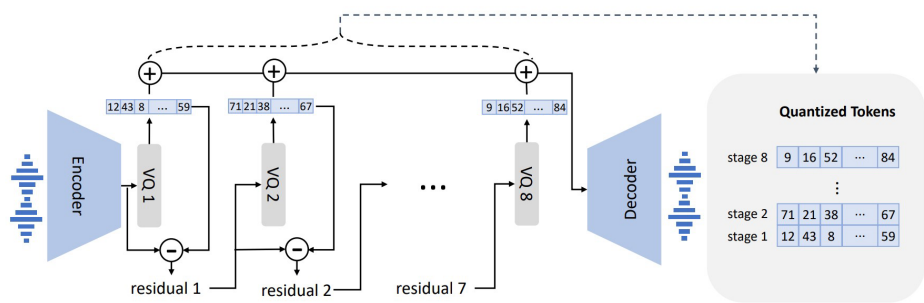 12 43 8 ... 59
71 21 38 ... 67
9 16 52 ... 84
Encoder
VQ 1
VQ 2
...
VQ 8
Decoder
residual 1
residual 2
residual 7
Quantized Tokens
stage 8 9 16 52 ... 84
⋮
stage 2 71 21 38 ... 67
stage 1 12 43 8 ... 59